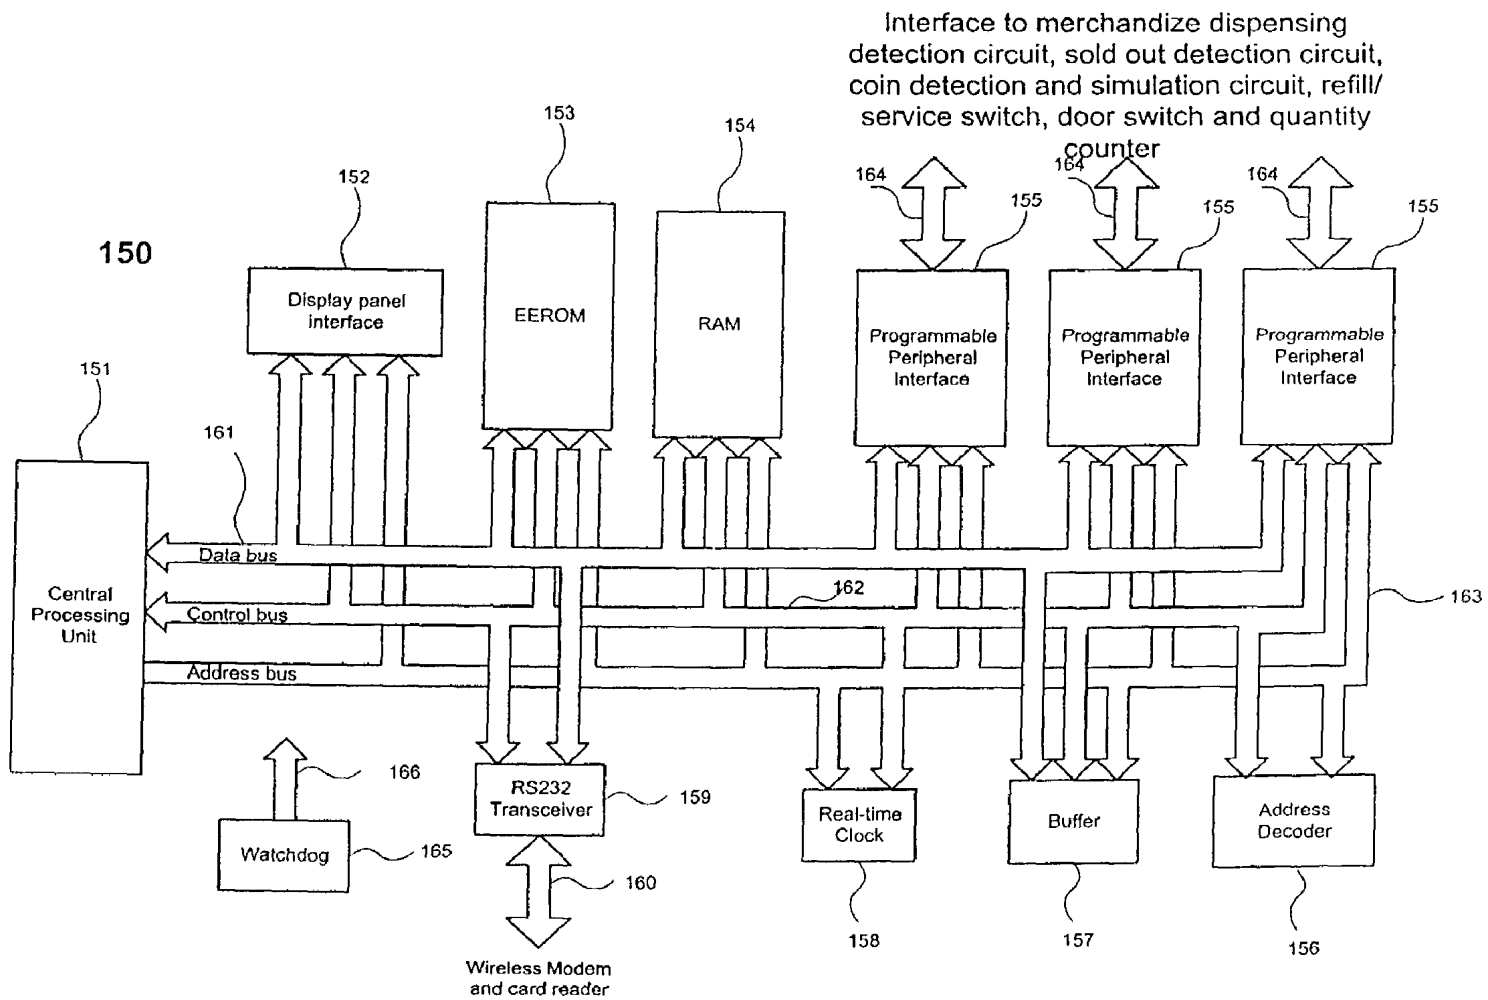 Interface to merchandize dispensing
detection circuit, sold out detection circuit,
coin detection and simulation circuit, refill/
service switch, door switch and quantity
counter
153
154
152
164
164
164
155
155
155
150
Display panel
interface
EEROM
RAM
Programmable
Peripheral
Interface
Programmable
Peripheral
Interface
Programmable
Peripheral
Interface
151
161
Data bus
162
163
Central
Processing
Unit
Control bus
Address bus
166
RS232
Transceiver
159
Real-time
Clock
Buffer
Address
Decoder
Watchdog
165
160
158
157
156
Wireless Modem
and card reader